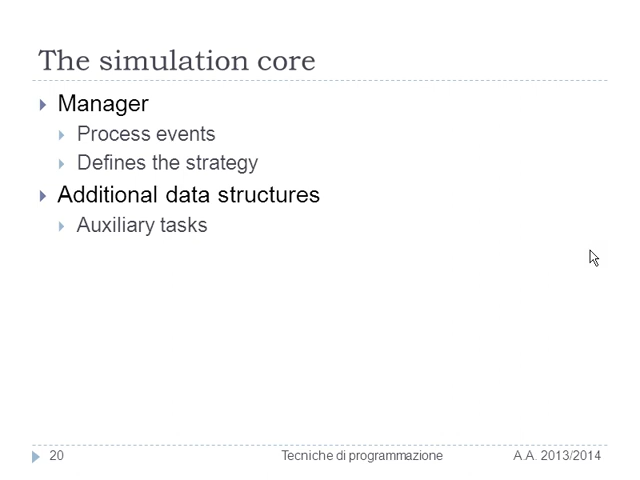 The simulation core
Manager
Process events
Defines the strategy
Additional data structures
Auxiliary tasks
20 Tecniche di programmazione A.A. 2013/2014